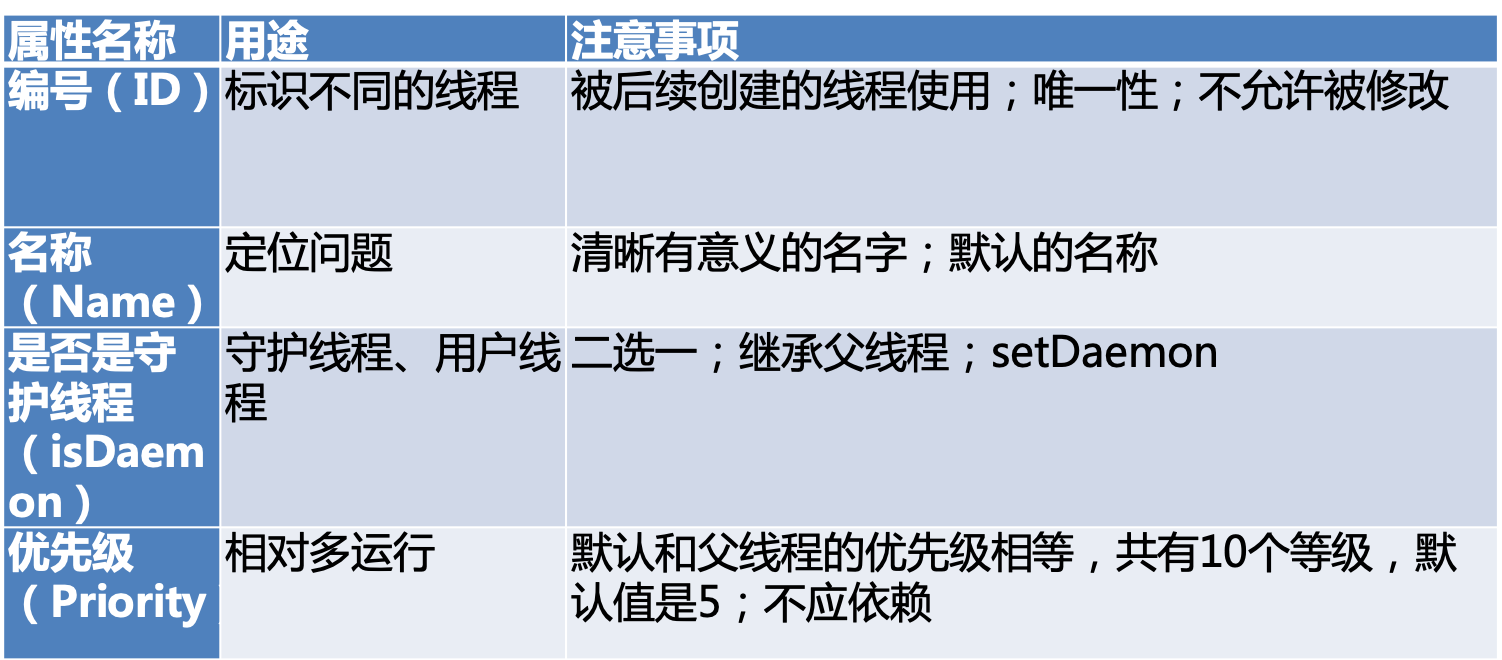 属性名称 用途 注意事项
编号（ID） 标识不同的线程 被后续创建的线程使用；唯一性；不允许被修改
名称 定位问题 清晰有意义的名字；默认的名称
（Name）
是否是守 守护线程、用户线 二选一；继承父线程；setDaemon
护线程 程
（isDaem
on）
优先级 相对多运行 默认和父线程的优先级相等，共有10个等级，默
（Priority 认值是5；不应依赖